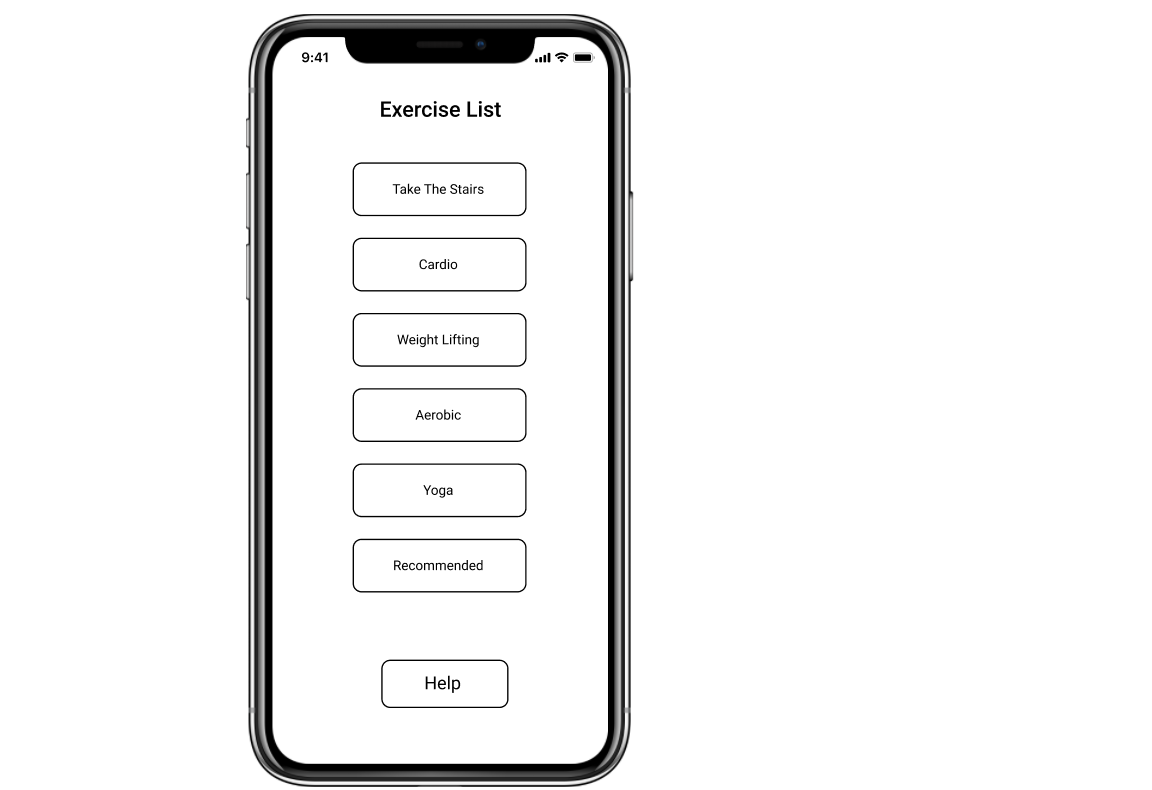 9:41
Exercise List
Take The Stairs
Cardio
Weight Lifting
Aerobic
Yoga
Recommended
Help